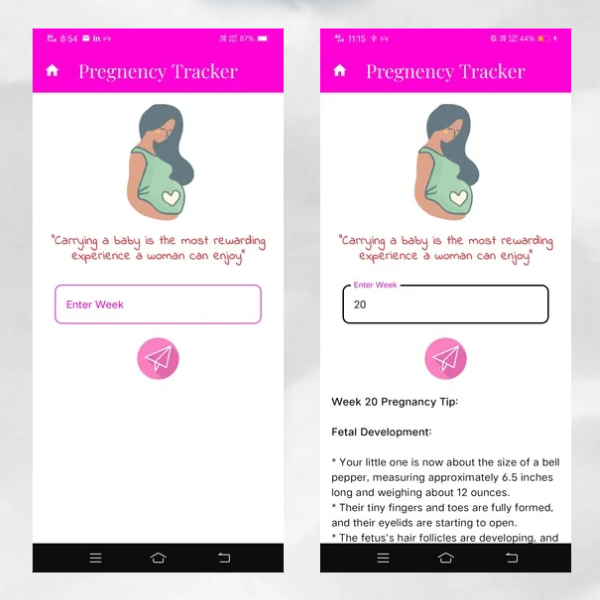 8:54
87%
Pregnency Tracker
"Carrying a baby is the most rewarding
experience a woman can enjoy"
Enter Week
11:15
44%
Pregnency Tracker
"Carrying a baby is the most rewarding
experience a woman can enjoy"
Enter Week
20
Week 20 Pregnancy Tip:
Fetal Development:
* Your little one is now about the size of a bell
pepper, measuring approximately 6.5 inches
long and weighing about 12 ounces.
* Their tiny fingers and toes are fully formed,
and their eyelids are starting to open.
* The fetus's hair follicles are developing, and